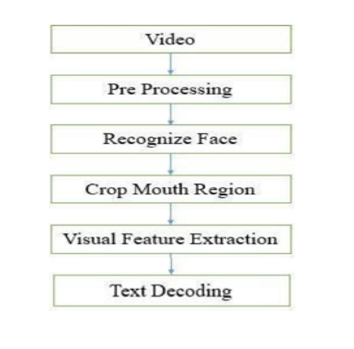 Video
Pre Processing
Recognize Face
Crop Mouth Region
Visual Feature Extraction
Text Decoding